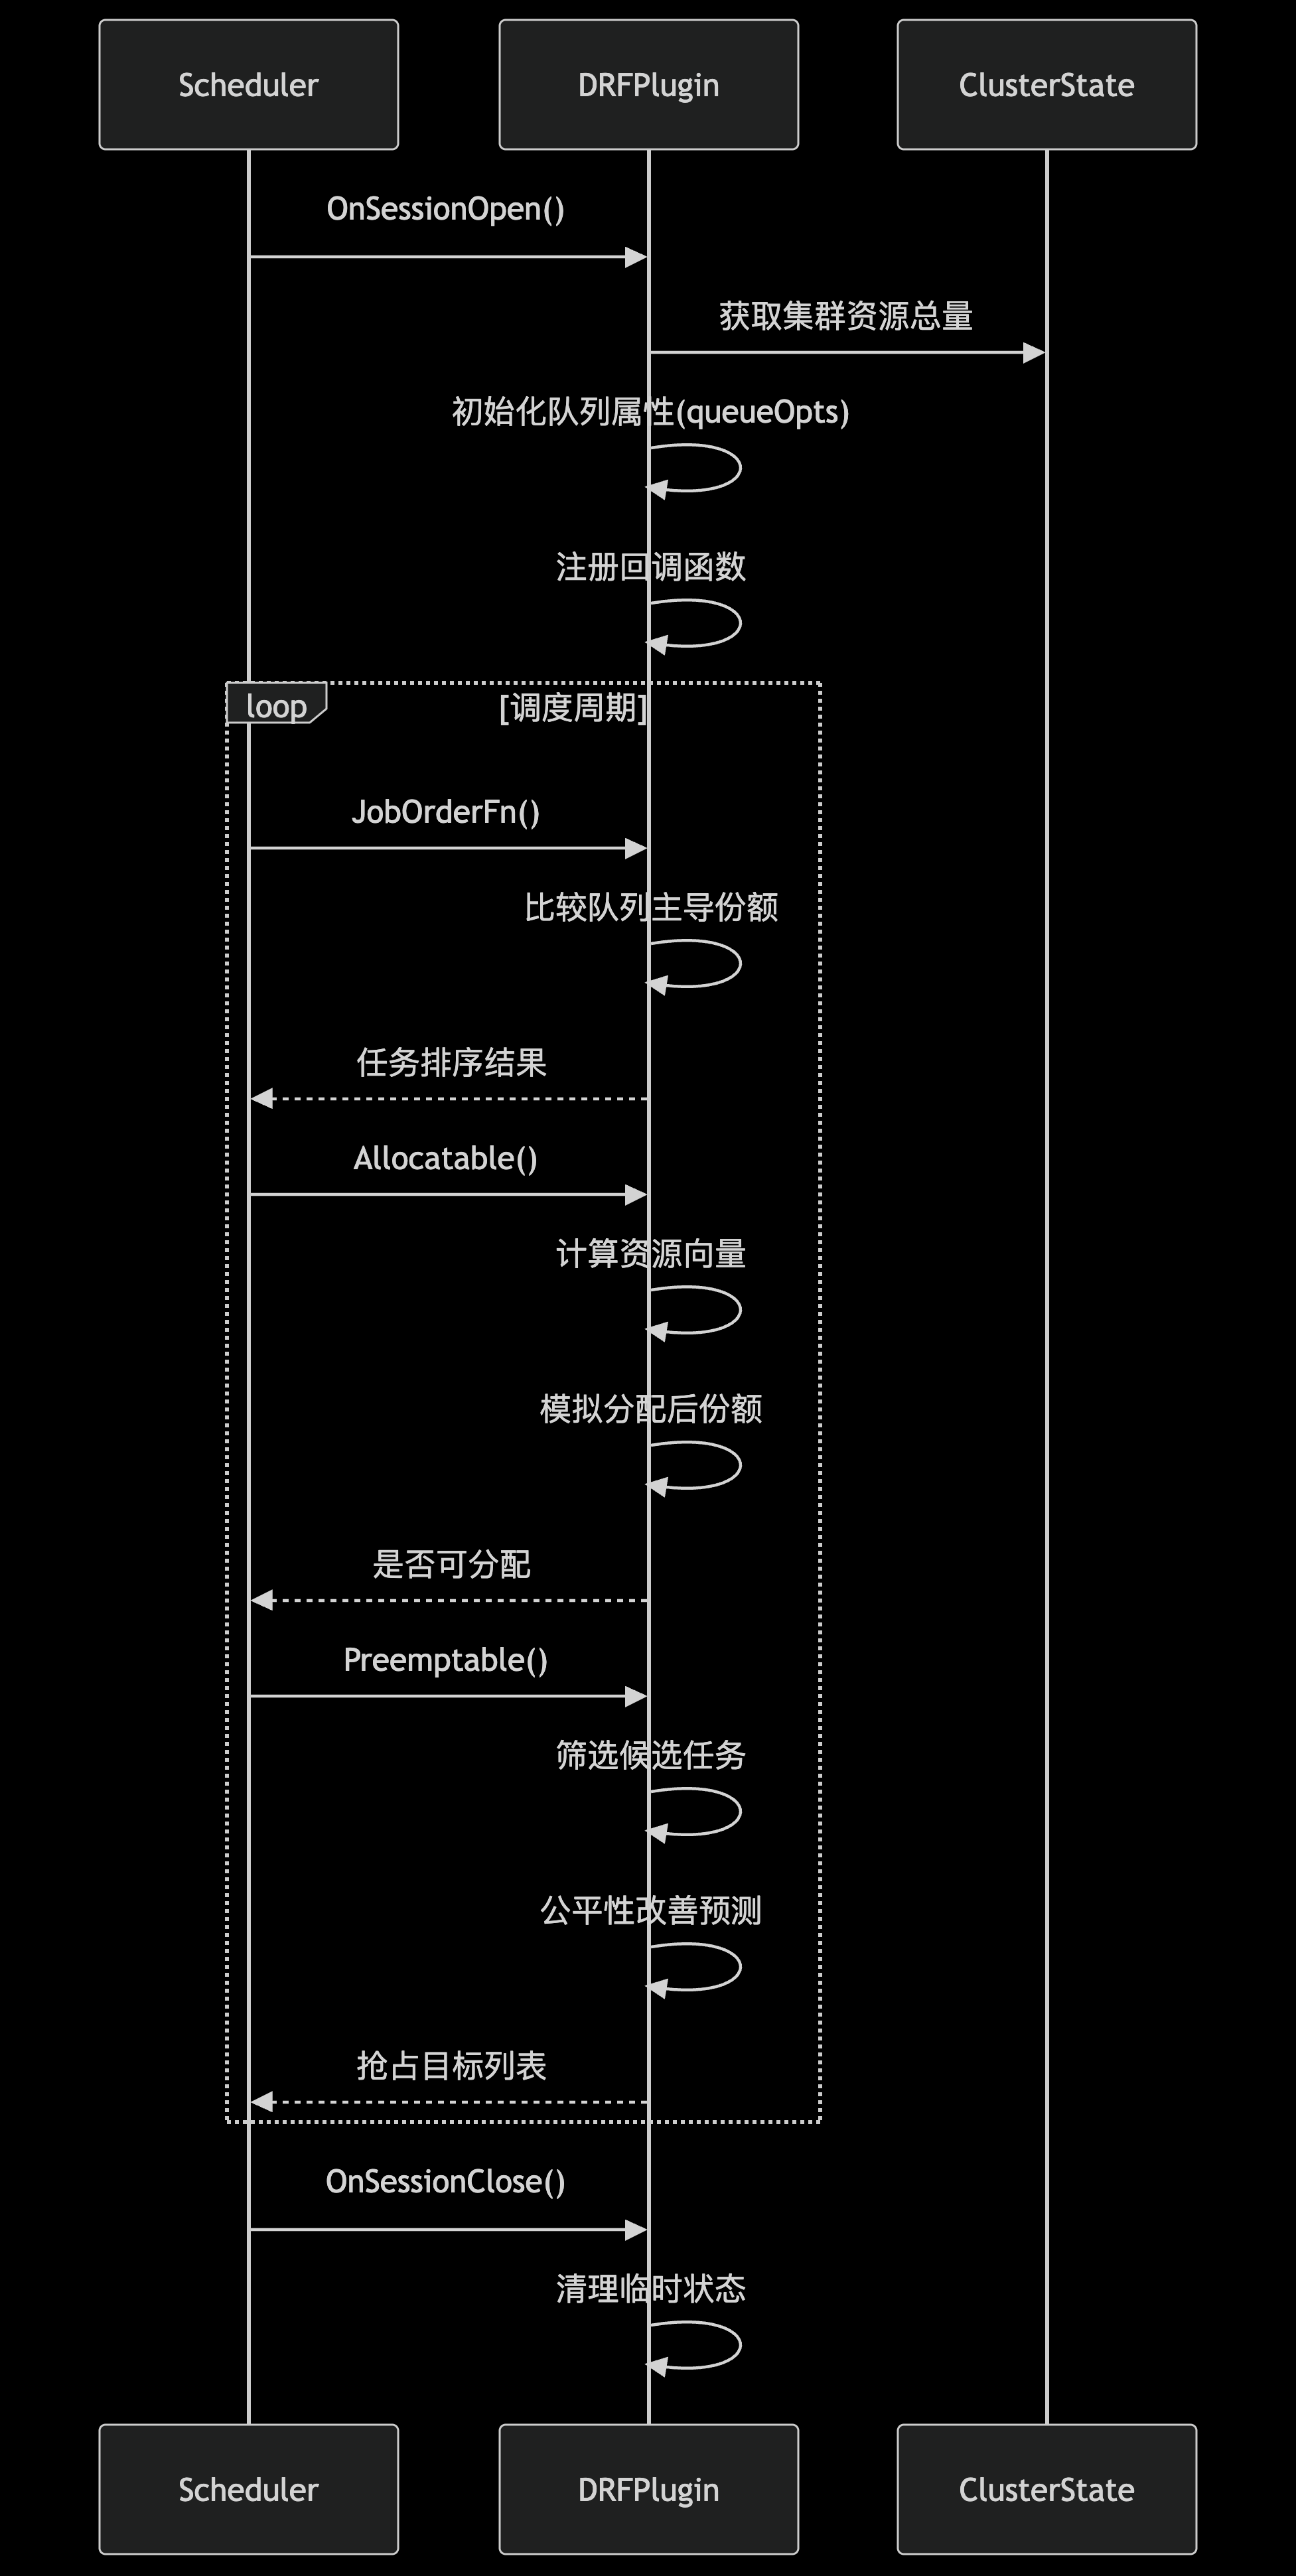 Scheduler
DRFPlugin
ClusterState
OnSessionOpen()
获取集群资源总量
初始化队列属性(queueOpts)
注册回调函数
loop
[调度周期]
JobOrderFn()
比较队列主导份额
任务排序结果
Allocatable()
计算资源向量
模拟分配后份额
是否可分配
Preemptable()
筛选候选任务
公平性改善预测
抢占目标列表
OnSessionClose()
清理临时状态
Scheduler
DRFPlugin
ClusterState